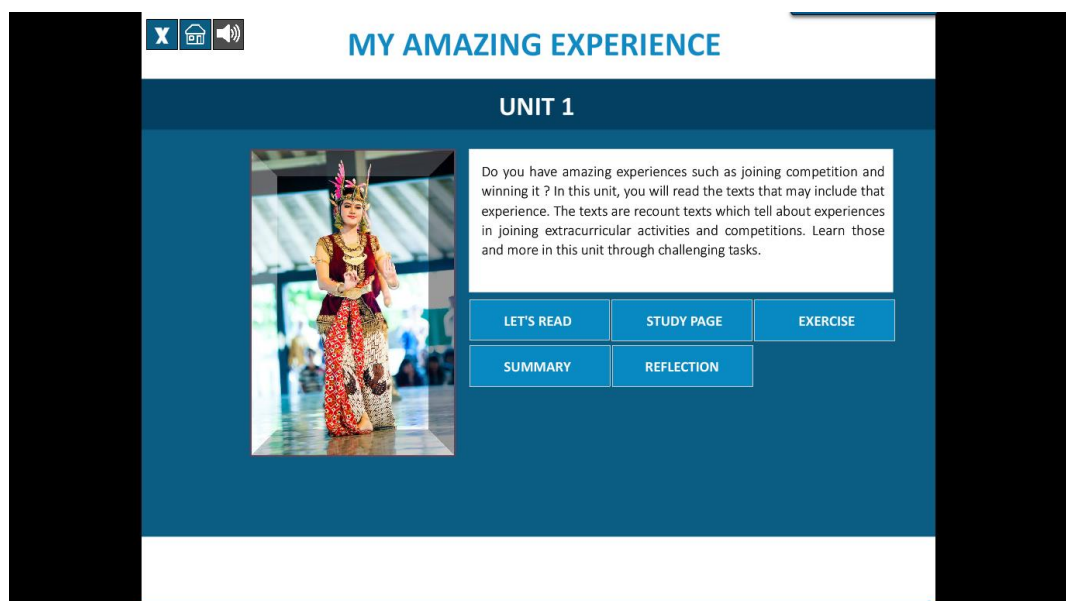 X
MY AMAZING EXPERIENCE
UNIT 1
Do you have amazing experiences such as joining competition and
winning it ? In this unit, you will read the texts that may include that
experience. The texts are recount texts which tell about experiences
in joining extracurricular activities and competitions. Learn those
and more in this unit through challenging tasks.
LET'S READ
STUDY PAGE
EXERCISE
SUMMARY
REFLECTION